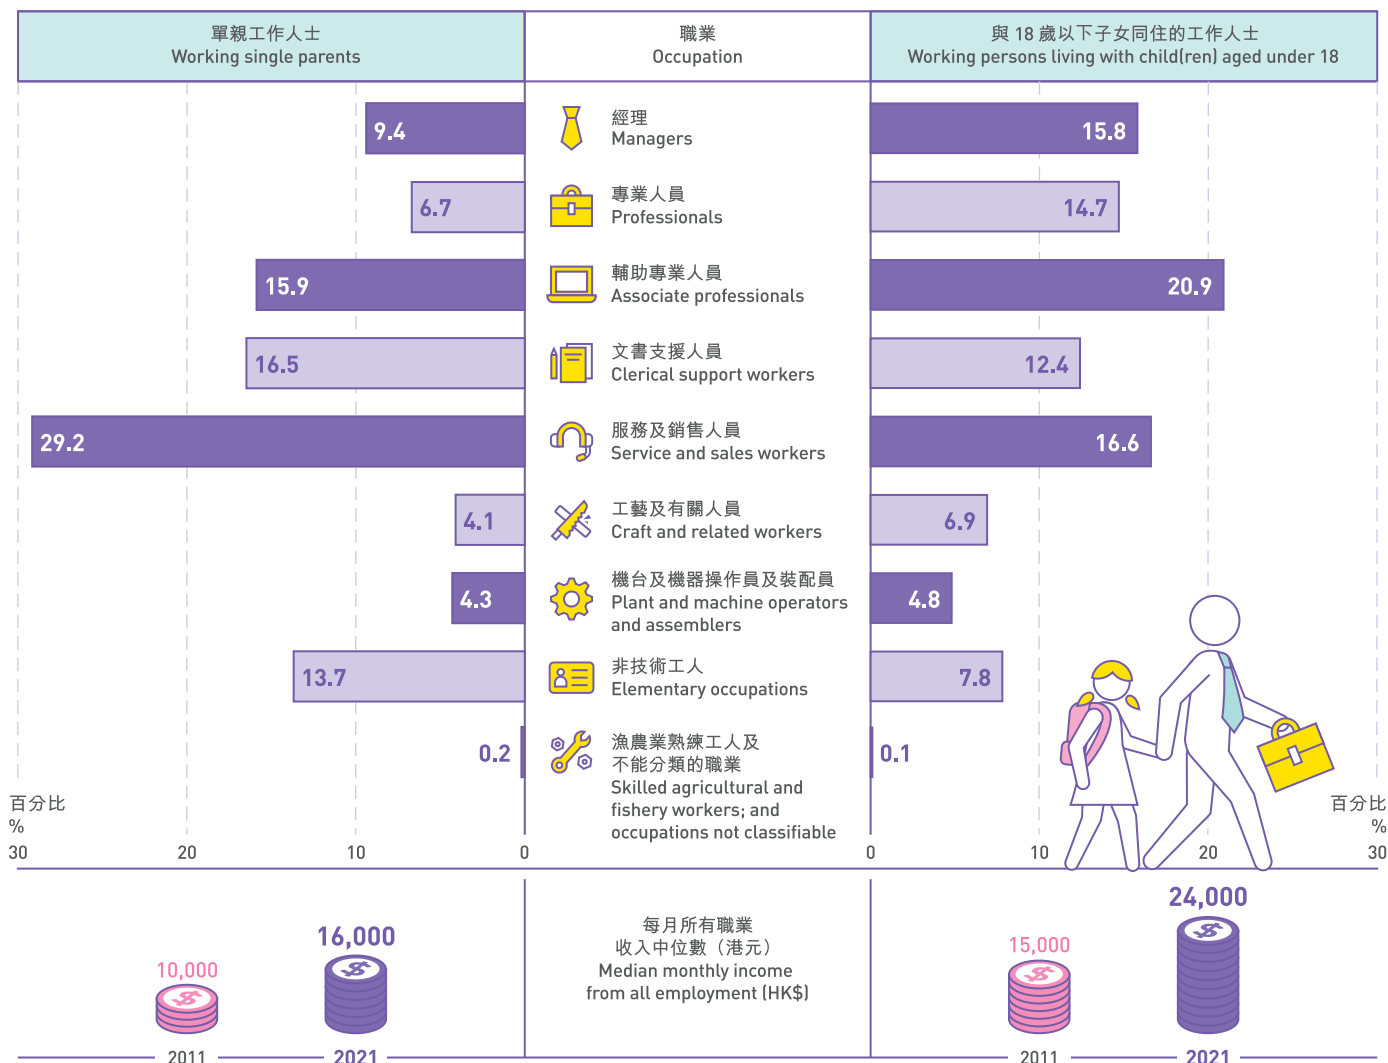 單親工作人士
Working single parents
職業
Occupation
與 18 歲以下子女同住的工作人士
Working persons living with child(ren) aged under 18
9.4
經理
Managers
15.8
6.7
專業人員
Professionals
14.7
15.9
輔助專業人員
Associate professionals
20.9
16.5
文書支援人員
Clerical support workers
12.4
29.2
服務及銷售人員
Service and sales workers
16.6
4.1
工藝及有關人員
Craft and related workers
6.9
4.3
機台及機器操作員及裝配員
Plant and machine operators
and assemblers
4.8
13.7
非技術工人
Elementary occupations
7.8
0.2
漁農業熟練工人及
不能分類的職業
Skilled agricultural and
fishery workers; and
occupations not classifiable
0.1
百分比
%
30 20 10 0
百分比
%
0 10 20 30
10,000
$
2011
16,000
$
2021
每月所有職業
收入中位數（港元）
Median monthly income
from all employment (HK$)
15,000
$
2011
24,000
$
2021